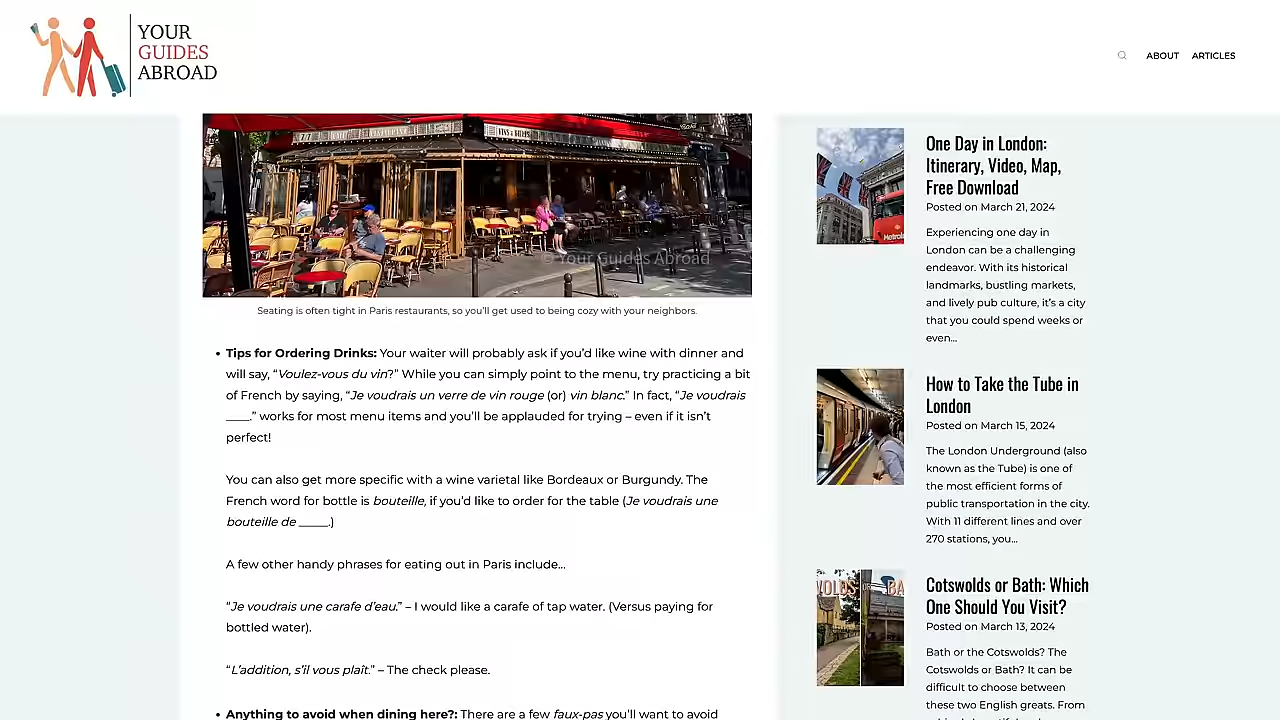 YOUR
GUIDES
ABROAD
ABOUT
ARTICLES
VINS & BIÈRES
© Your Guides Abroad
Seating is often tight in Paris restaurants, so you’ll get used to being cozy with your neighbors.
• Tips for Ordering Drinks: Your waiter will probably ask if you’d like wine with dinner and
will say, “Voulez-vous du vin?” While you can simply point to the menu, try practicing a bit
of French by saying, “Je voudrais un verre de vin rouge (or) vin blanc.” In fact, “Je voudrais
____.” works for most menu items and you’ll be applauded for trying – even if it isn’t
perfect!
You can also get more specific with a wine varietal like Bordeaux or Burgundy. The
French word for bottle is bouteille, if you’d like to order for the table (Je voudrais une
bouteille de _____.)
A few other handy phrases for eating out in Paris include…
“Je voudrais une carafe d’eau.” – I would like a carafe of tap water. (Versus paying for
bottled water).
“L’addition, s’il vous plaît.” – The check please.
• Anything to avoid when dining here?: There are a few faux-pas you’ll want to avoid
One Day in London:
Itinerary, Video, Map,
Free Download
Posted on March 21, 2024
Experiencing one day in
London can be a challenging
endeavor. With its historical
landmarks, bustling markets,
and lively pub culture, it’s a city
that you could spend weeks or
even…
Metrol
How to Take the Tube in
London
Posted on March 15, 2024
The London Underground (also
known as the Tube) is one of
the most efficient forms of
public transportation in the city.
With 11 different lines and over
270 stations, you…
VOLDS OR BA
Cotswolds or Bath: Which
One Should You Visit?
Posted on March 13, 2024
Bath or the Cotswolds? The
Cotswolds or Bath? It can be
difficult to choose between
these two English greats. From